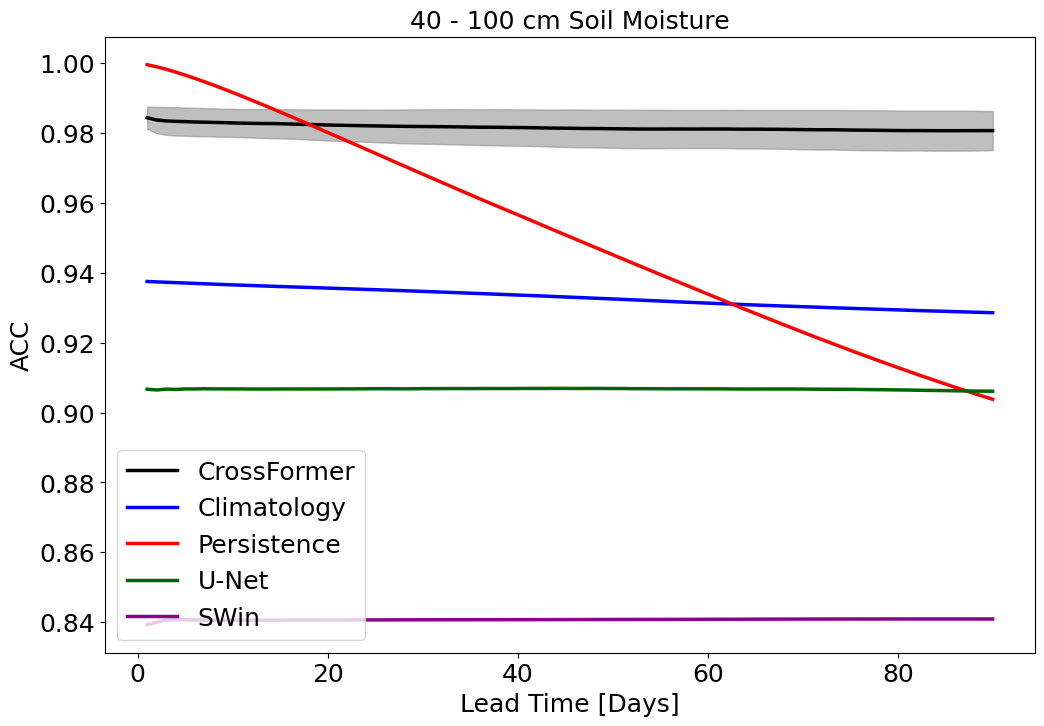 40 - 100 cm Soil Moisture
ACC
1.00
0.98
0.96
0.94
0.92
0.90
0.88
0.86
0.84
CrossFormer
Climatology
Persistence
U-Net
SWin
0 20 40 60 80
Lead Time [Days]